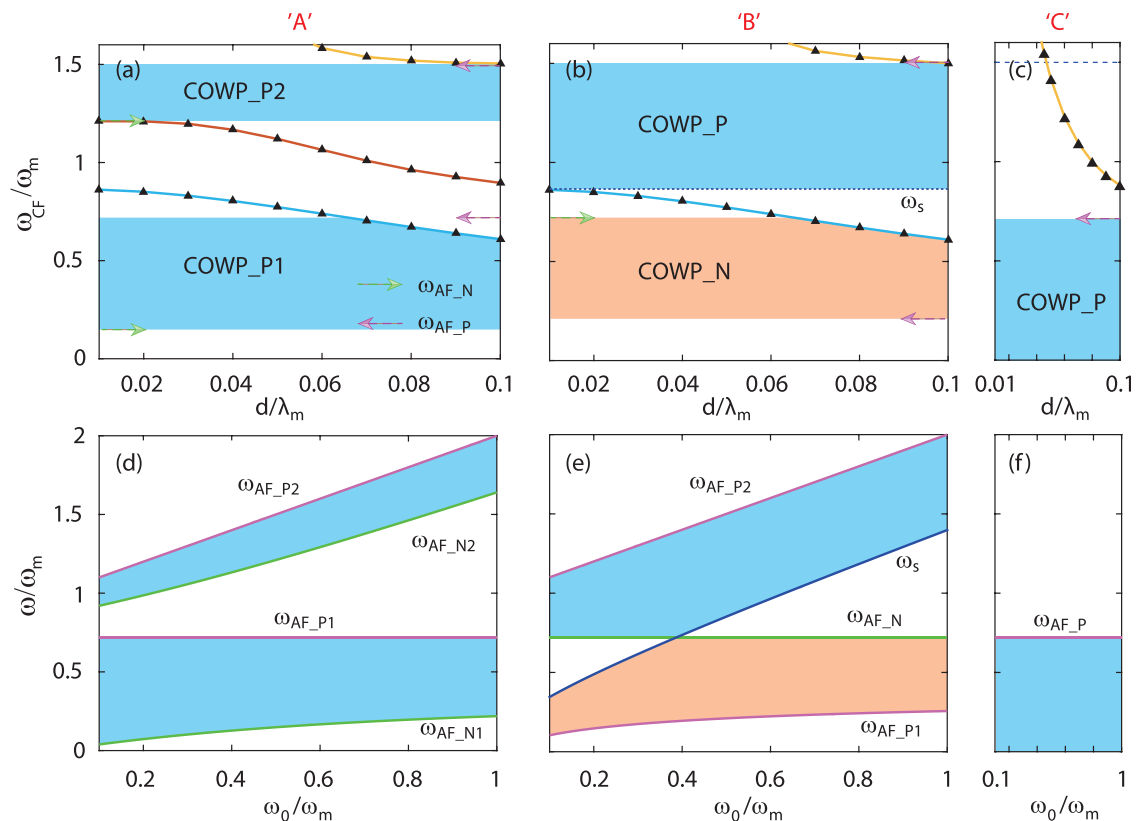 'A'
'B'
'C'
(a)
COWP_P2
COWP_P1
ω_AF_N
ω_AF_P
1.5
1
0.5
0
ω_CF/ω_m
0.02 0.04 0.06 0.08 0.1
d/λ_m
(b)
COWP_P
ω_s
COWP_N
0.02 0.04 0.06 0.08 0.1
d/λ_m
(c)
COWP_P
0.01 0.1
d/λ_m
(d)
ω_AF_P2
ω_AF_N2
ω_AF_P1
ω_AF_N1
2
1.5
1
0.5
0
ω/ω_m
0.2 0.4 0.6 0.8 1
ω_0/ω_m
(e)
ω_AF_P2
ω_s
ω_AF_N
ω_AF_P1
0.2 0.4 0.6 0.8 1
ω_0/ω_m
(f)
ω_AF_P
0.1 1
ω_0/ω_m